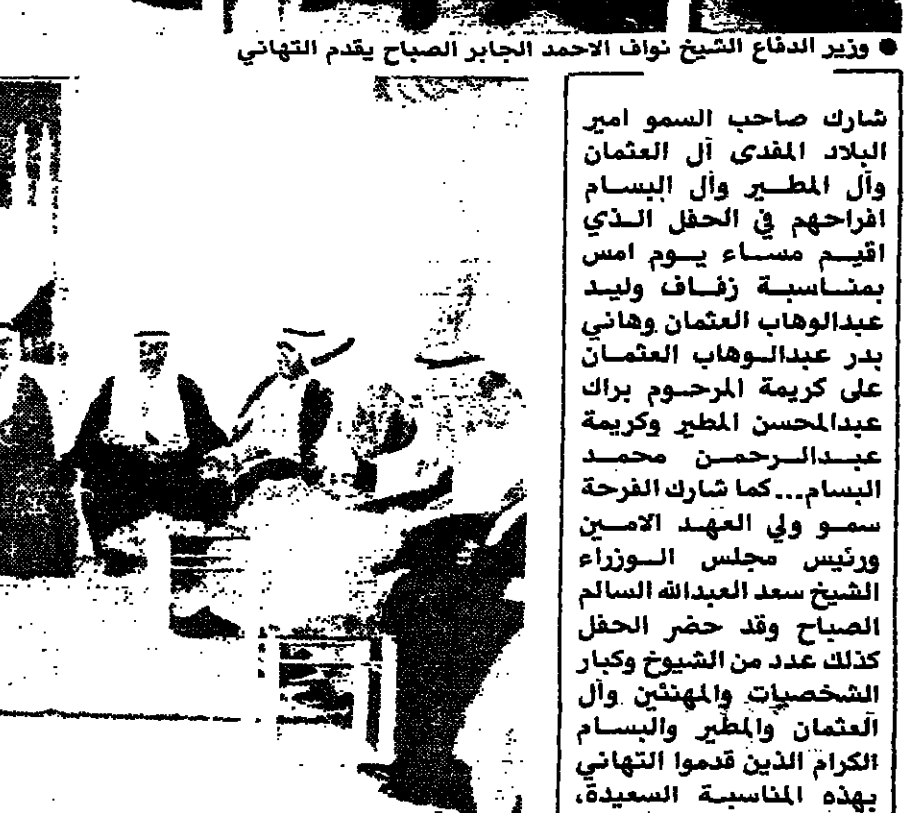 ● وزير الدفاع الشيخ نواف الاحمد الجابر الصباح يقدم التهاني
شارك صاحب السمو امير
البلاد المفدى آل العثمان
وآل المطير وآل البسام
افراحهم في الحفل الذي
اقيم مساء يوم امس
بمناسبة زفاف وليد
عبدالوهاب العثمان وهاني
بدر عبدالوهاب العثمان
على كريمة المرحوم براك
عبدالمحسن المطير وكريمة
عبدالرحمن محمد
البسام...كما شارك الفرحة
سمو ولي العهد الامين
ورئيس مجلس الوزراء
الشيخ سعد العبدالله السالم
الصباح وقد حضر الحفل
كذلك عدد من الشيوخ وكبار
الشخصيات والمهنئين وآل
العثمان والمطير والبسام
الكرام الذين قدموا التهاني
بهذه المناسبة السعيدة،